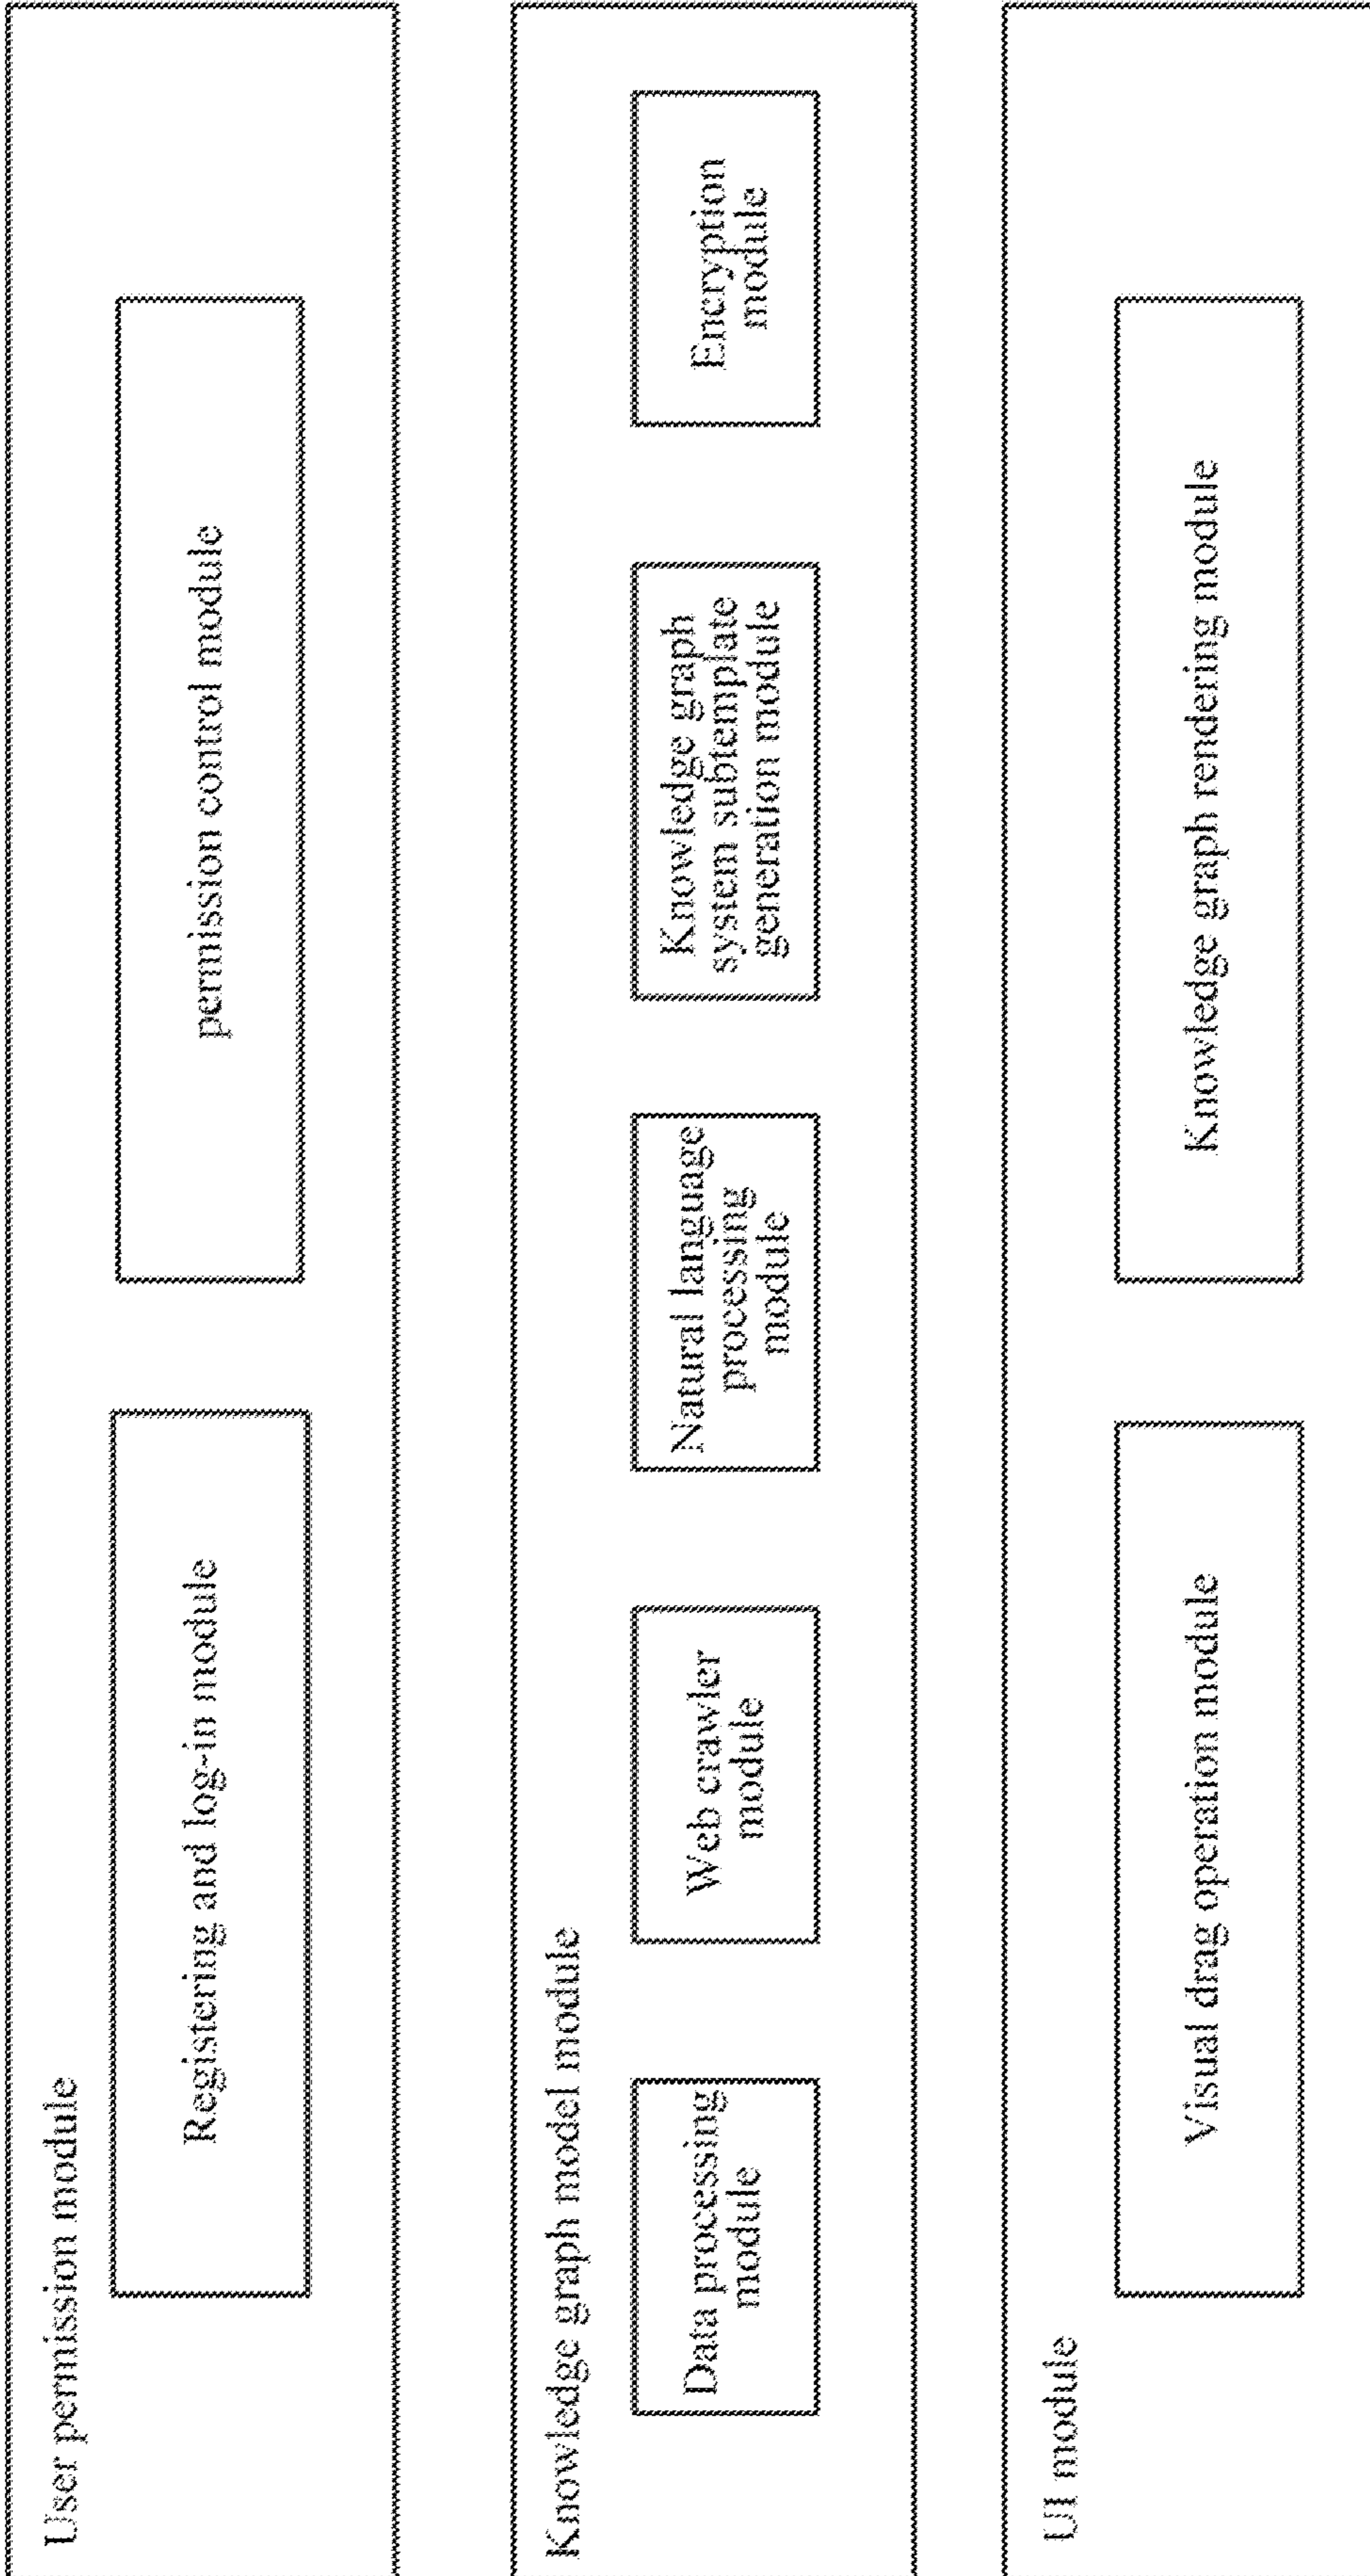 User permission module
Registering and log-in module
permission control module
Knowledge graph model module
Data processing
module
Web crawler
module
Natural language
processing
module
Knowledge graph
system subtemplate
generation module
Encryption
module
UI module
Visual drag operation module
Knowledge graph rendering module